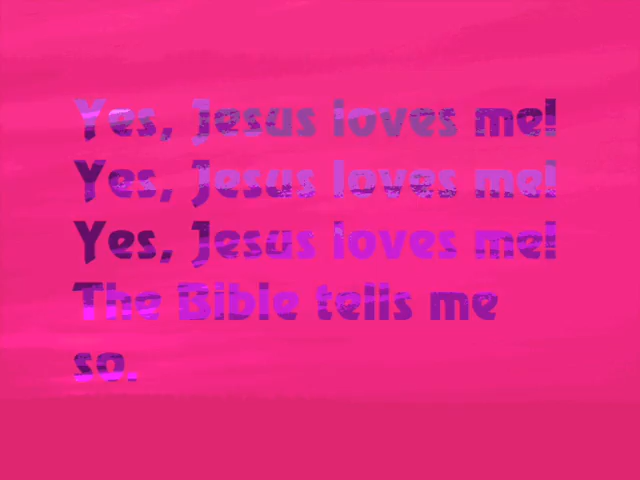 Yes, Jesus loves me!
Yes, Jesus loves me!
Yes, Jesus loves me!
The Bible tells me
so.